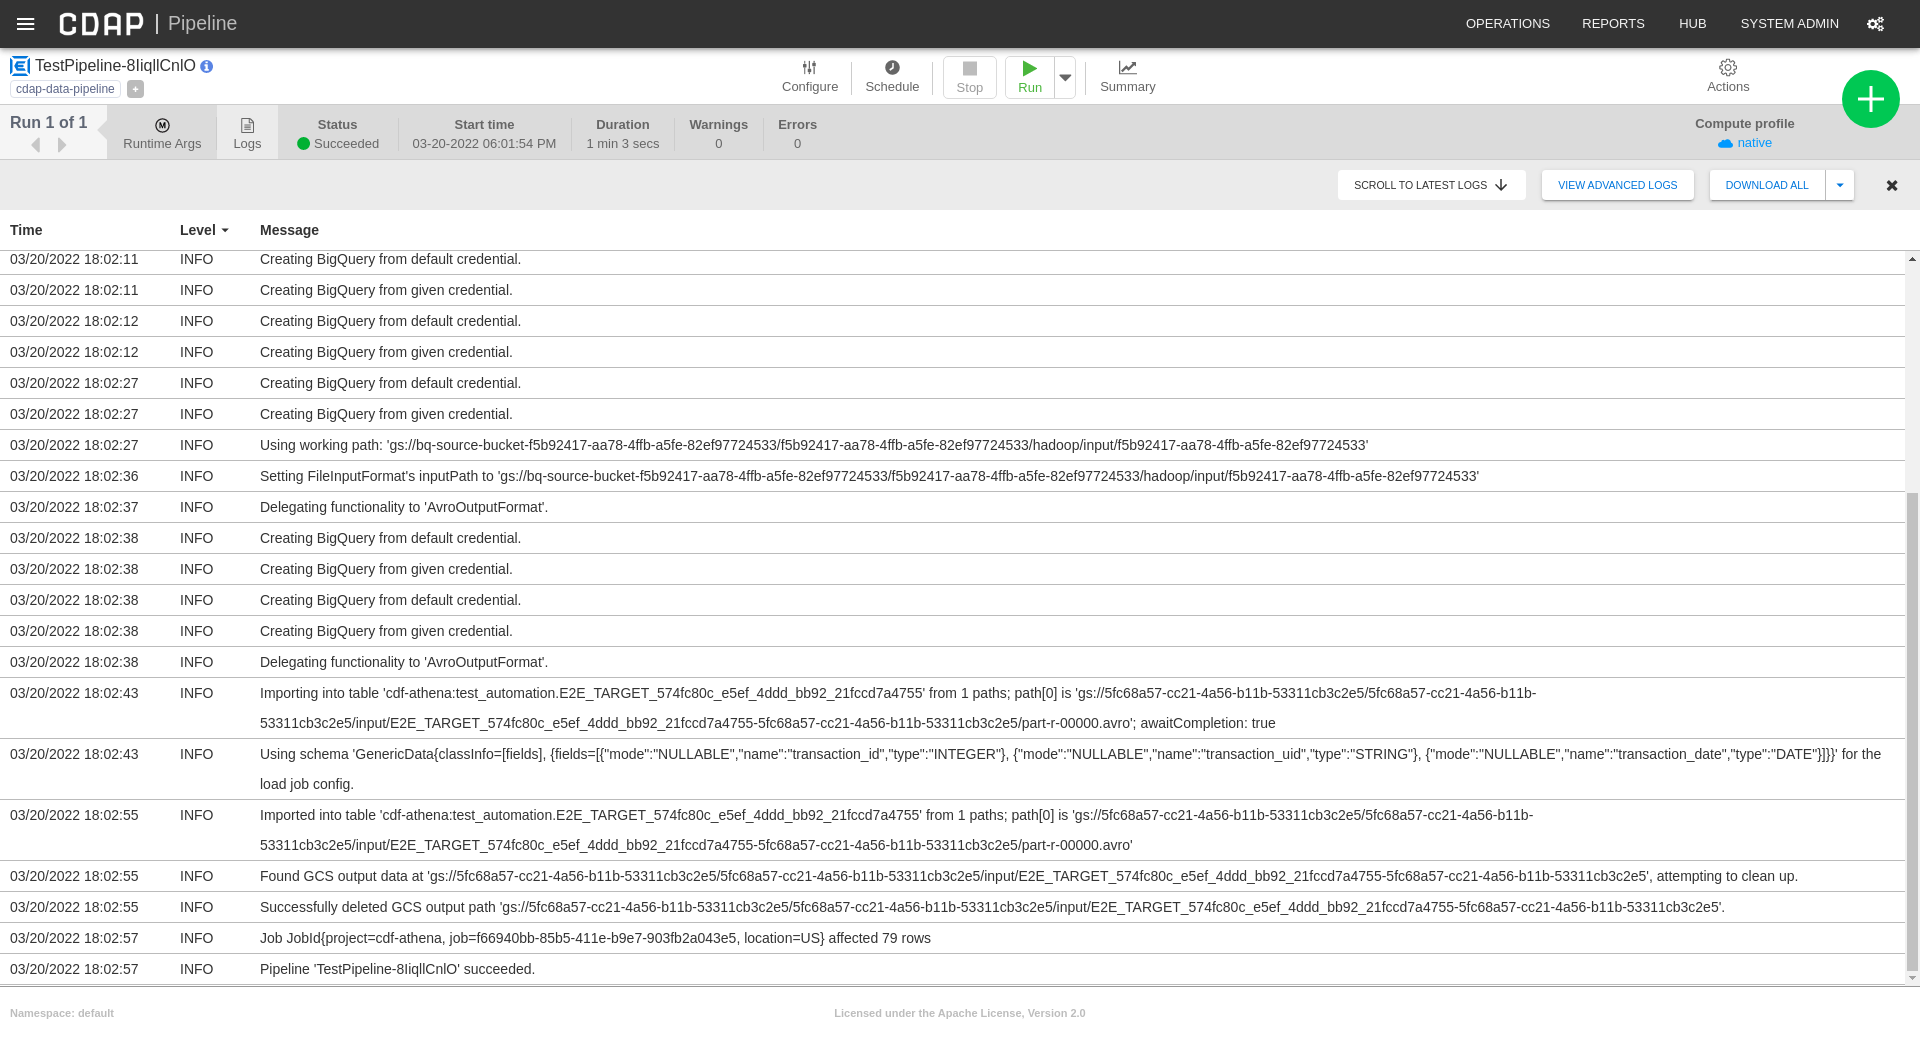 CDAP | Pipeline
OPERATIONS REPORTS HUB SYSTEM ADMIN
TestPipeline-8IiqllCnlO
cdap-data-pipeline +
Configure Schedule Stop Run Summary Actions
Run 1 of 1
Runtime Args Logs
Status Start time Duration Warnings Errors Compute profile
Succeeded 03-20-2022 06:01:54 PM 1 min 3 secs 0 0 native
SCROLL TO LATEST LOGS VIEW ADVANCED LOGS DOWNLOAD ALL
Time Level Message
03/20/2022 18:02:11 INFO Creating BigQuery from default credential.
03/20/2022 18:02:11 INFO Creating BigQuery from given credential.
03/20/2022 18:02:12 INFO Creating BigQuery from default credential.
03/20/2022 18:02:12 INFO Creating BigQuery from given credential.
03/20/2022 18:02:27 INFO Creating BigQuery from default credential.
03/20/2022 18:02:27 INFO Creating BigQuery from given credential.
03/20/2022 18:02:27 INFO Using working path: 'gs://bq-source-bucket-f5b92417-aa78-4ffb-a5fe-82ef97724533/f5b92417-aa78-4ffb-a5fe-82ef97724533/hadoop/input/f5b92417-aa78-4ffb-a5fe-82ef97724533'
03/20/2022 18:02:36 INFO Setting FileInputFormat's inputPath to 'gs://bq-source-bucket-f5b92417-aa78-4ffb-a5fe-82ef97724533/f5b92417-aa78-4ffb-a5fe-82ef97724533/hadoop/input/f5b92417-aa78-4ffb-a5fe-82ef97724533'
03/20/2022 18:02:37 INFO Delegating functionality to 'AvroOutputFormat'.
03/20/2022 18:02:38 INFO Creating BigQuery from default credential.
03/20/2022 18:02:38 INFO Creating BigQuery from given credential.
03/20/2022 18:02:38 INFO Creating BigQuery from default credential.
03/20/2022 18:02:38 INFO Creating BigQuery from given credential.
03/20/2022 18:02:38 INFO Delegating functionality to 'AvroOutputFormat'.
03/20/2022 18:02:43 INFO Importing into table 'cdf-athena:test_automation.E2E_TARGET_574fc80c_e5ef_4ddd_bb92_21fccd7a4755' from 1 paths; path[0] is 'gs://5fc68a57-cc21-4a56-b11b-53311cb3c2e5/5fc68a57-cc21-4a56-b11b-
53311cb3c2e5/input/E2E_TARGET_574fc80c_e5ef_4ddd_bb92_21fccd7a4755-5fc68a57-cc21-4a56-b11b-53311cb3c2e5/part-r-00000.avro'; awaitCompletion: true
03/20/2022 18:02:43 INFO Using schema 'GenericData{classInfo=[fields], {fields=[{"mode":"NULLABLE","name":"transaction_id","type":"INTEGER"}, {"mode":"NULLABLE","name":"transaction_uid","type":"STRING"}, {"mode":"NULLABLE","name":"transaction_date","type":"DATE"}]}}' for the
load job config.
03/20/2022 18:02:55 INFO Imported into table 'cdf-athena:test_automation.E2E_TARGET_574fc80c_e5ef_4ddd_bb92_21fccd7a4755' from 1 paths; path[0] is 'gs://5fc68a57-cc21-4a56-b11b-53311cb3c2e5/5fc68a57-cc21-4a56-b11b-
53311cb3c2e5/input/E2E_TARGET_574fc80c_e5ef_4ddd_bb92_21fccd7a4755-5fc68a57-cc21-4a56-b11b-53311cb3c2e5/part-r-00000.avro'
03/20/2022 18:02:55 INFO Found GCS output data at 'gs://5fc68a57-cc21-4a56-b11b-53311cb3c2e5/5fc68a57-cc21-4a56-b11b-53311cb3c2e5/input/E2E_TARGET_574fc80c_e5ef_4ddd_bb92_21fccd7a4755-5fc68a57-cc21-4a56-b11b-53311cb3c2e5', attempting to clean up.
03/20/2022 18:02:55 INFO Successfully deleted GCS output path 'gs://5fc68a57-cc21-4a56-b11b-53311cb3c2e5/5fc68a57-cc21-4a56-b11b-53311cb3c2e5/input/E2E_TARGET_574fc80c_e5ef_4ddd_bb92_21fccd7a4755-5fc68a57-cc21-4a56-b11b-53311cb3c2e5'.
03/20/2022 18:02:57 INFO Job JobId{project=cdf-athena, job=f66940bb-85b5-411e-b9e7-903fb2a043e5, location=US} affected 79 rows
03/20/2022 18:02:57 INFO Pipeline 'TestPipeline-8IiqllCnlO' succeeded.
Namespace: default Licensed under the Apache License, Version 2.0